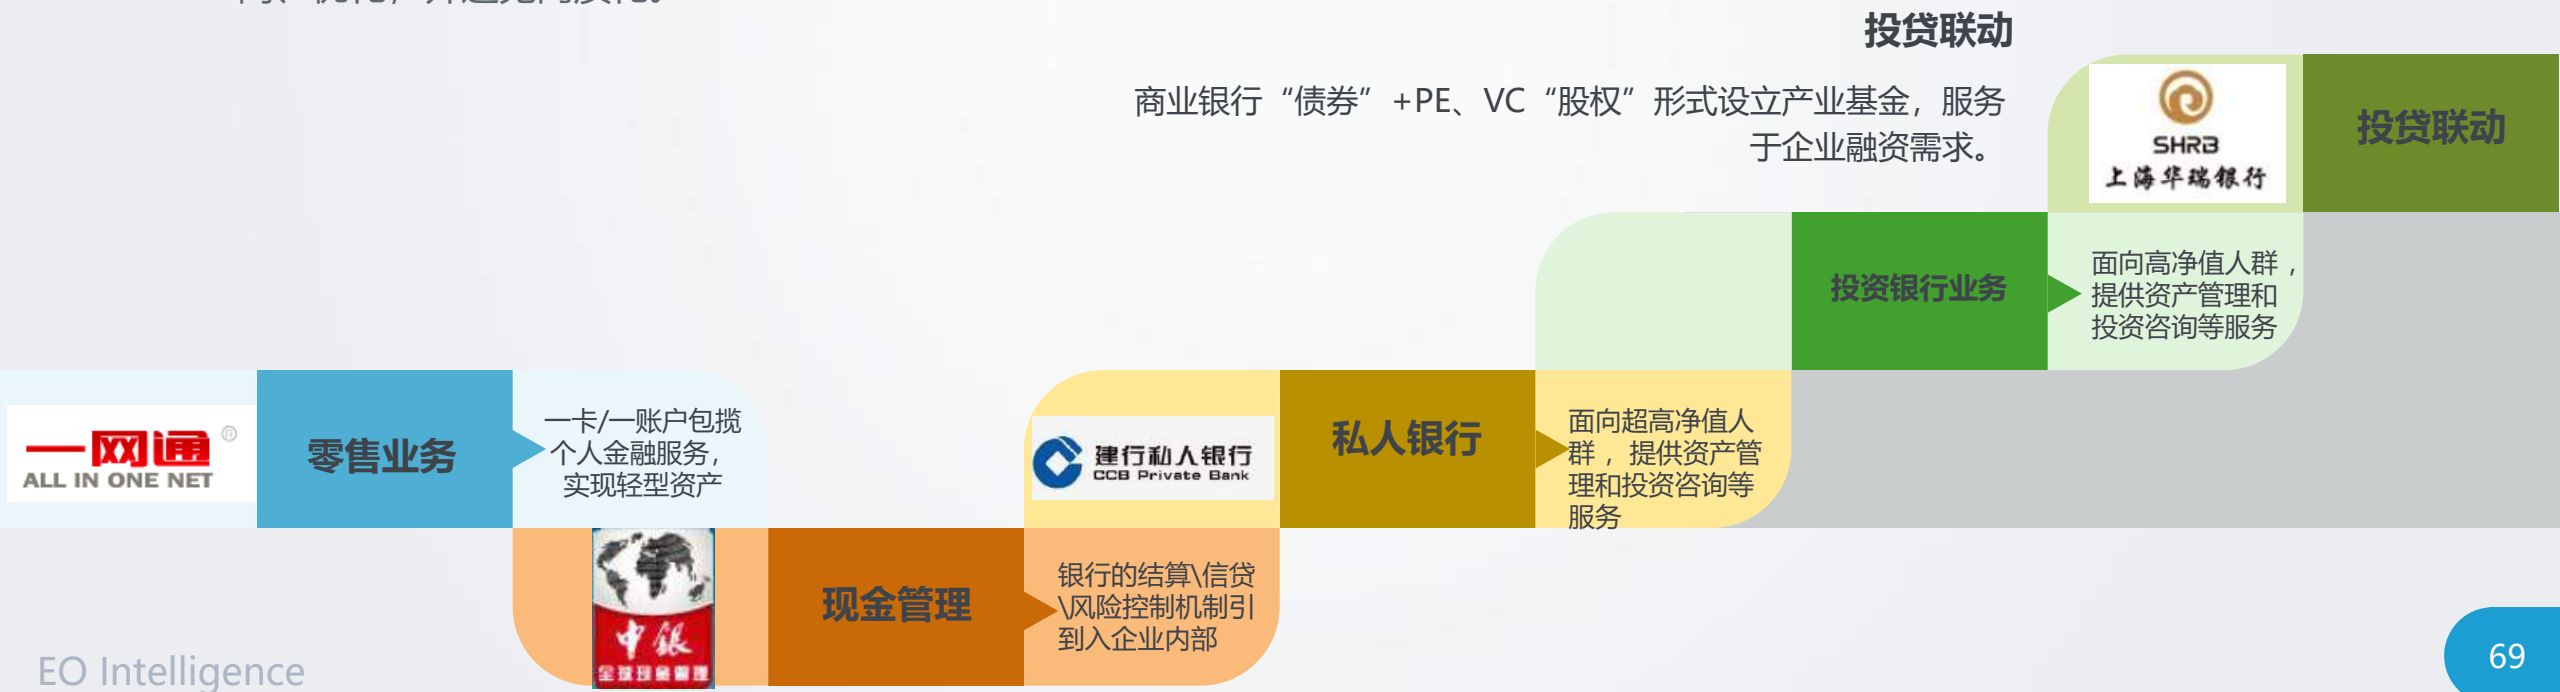 投贷联动
商业银行“债券”+PE、VC“股权”形式设立产业基金，服务
于企业融资需求。
SHRB
上海华瑞银行
投贷联动
投资银行业务
面向高净值人群，
提供资产管理和
投资咨询等服务
一网通®
ALL IN ONE NET
零售业务
一卡/一账户包揽
个人金融服务，
实现轻型资产
建行私人银行
CCB Private Bank
私人银行
面向超高净值人
群，提供资产管
理和投资咨询等
服务
中銀
全球现金管理
现金管理
银行的结算\信贷
\风险控制机制引
到入企业内部
EO Intelligence
69